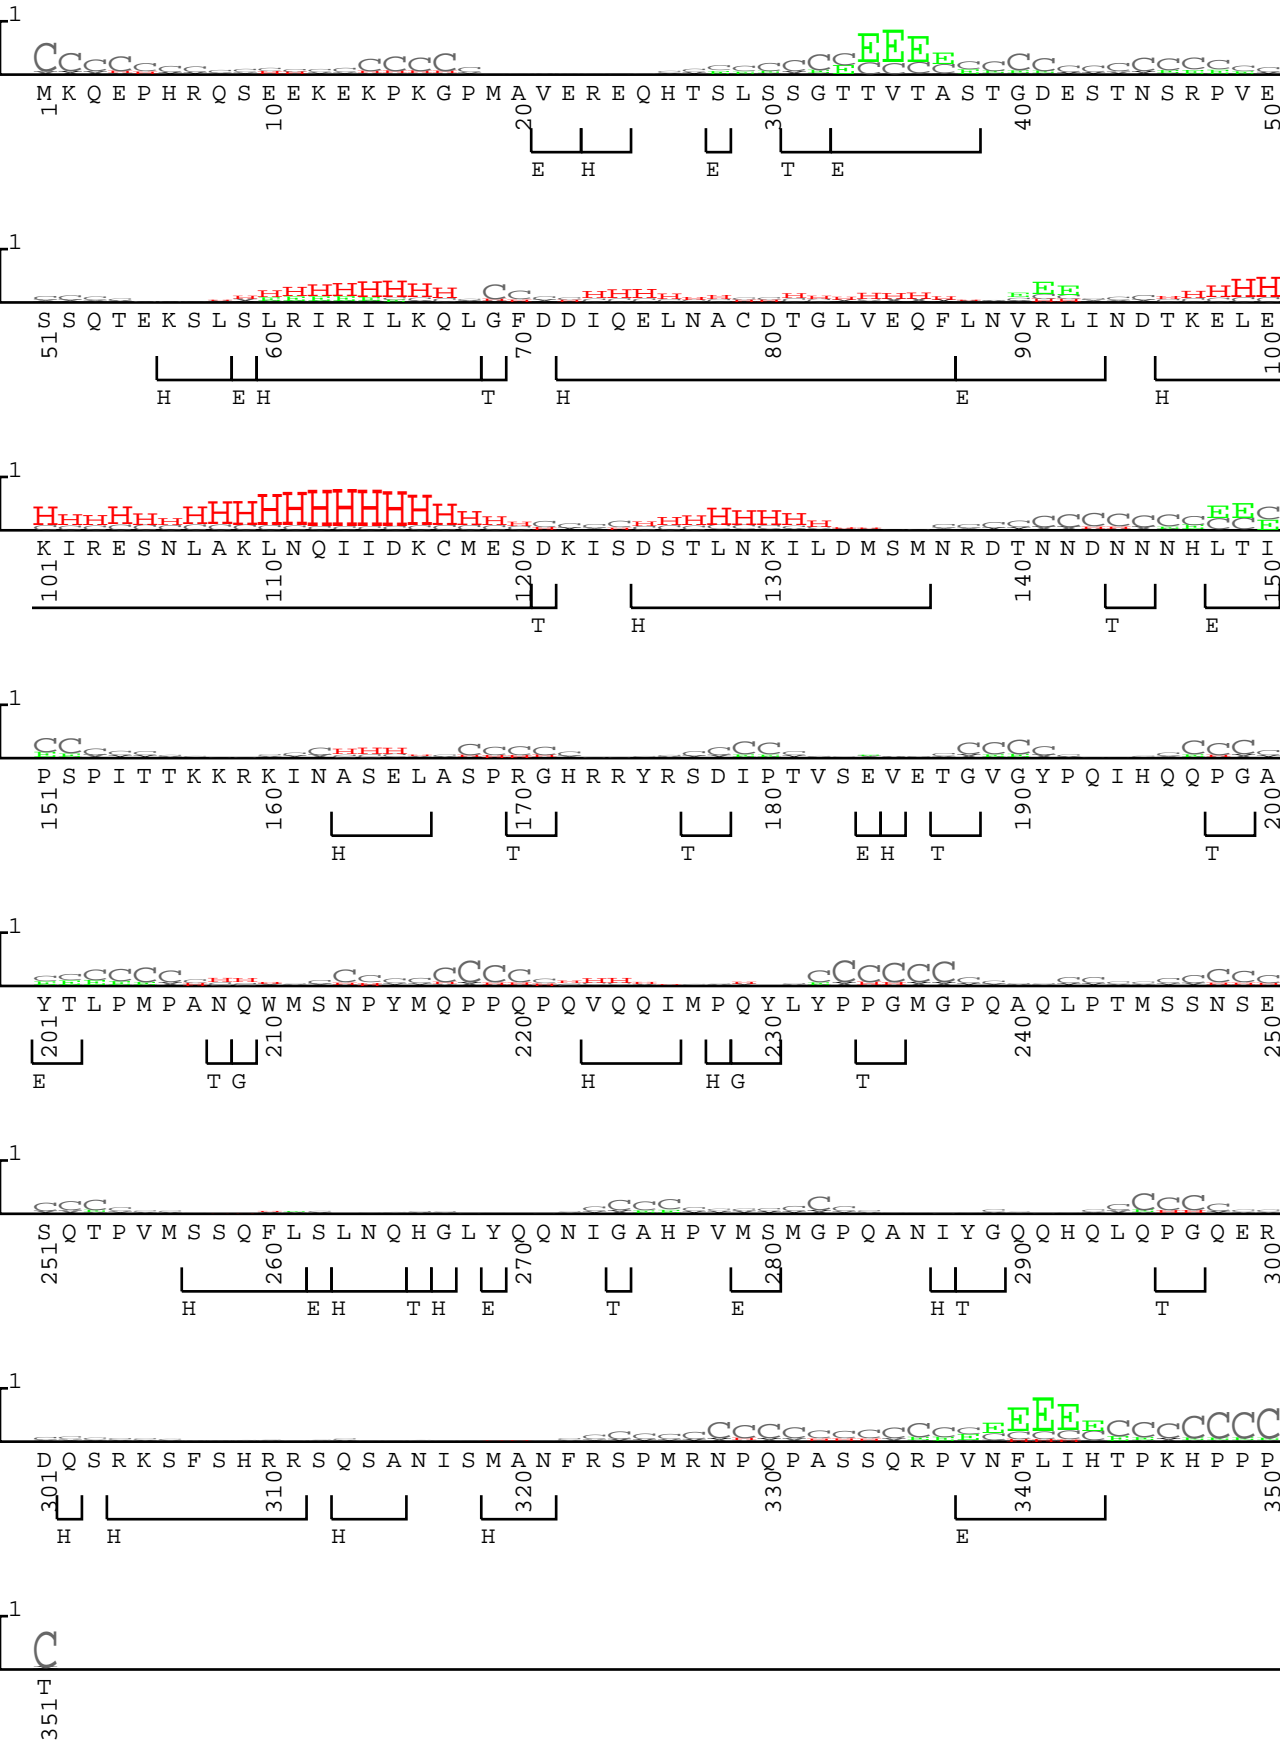 1
M K Q E P H R Q S E E K E K P K G P M A V E R E Q H T S L S S G T T V T A S T G D E S T N S R P V E
1 10 20 30 40 50
E H E T E
1
S S Q T E K S L S L R I R I L K Q L G F D D I Q E L N A C D T G L V E Q F L N V R L I N D T K E L E
51 60 70 80 90 100
H E H T H E H
1
K I R E S N L A K L N Q I I D K C M E S D K I S D S T L N K I L D M S M N R D T N N D N N N H L T I
101 110 120 130 140 150
T H T E
1
P S P I T T K K R K I N A S E L A S P R G H R R Y R S D I P T V S E V E T G V G Y P Q I H Q Q P G A
151 160 170 180 190 200
H T T E H T T
1
Y T L P M P A N Q W M S N P Y M Q P P Q P Q V Q Q I M P Q Y L Y P P G M G P Q A Q L P T M S S N S E
201 210 220 230 240 250
E T G H H G T
1
S Q T P V M S S Q F L S L N Q H G L Y Q Q N I G A H P V M S M G P Q A N I Y G Q Q H Q L Q P G Q E R
251 260 270 280 290 300
H E H T H E T E H T T
1
D Q S R K S F S H R R S Q S A N I S M A N F R S P M R N P Q P A S S Q R P V N F L I H T P K H P P P
301 310 320 330 340 350
H H H H E
1
C
T
351